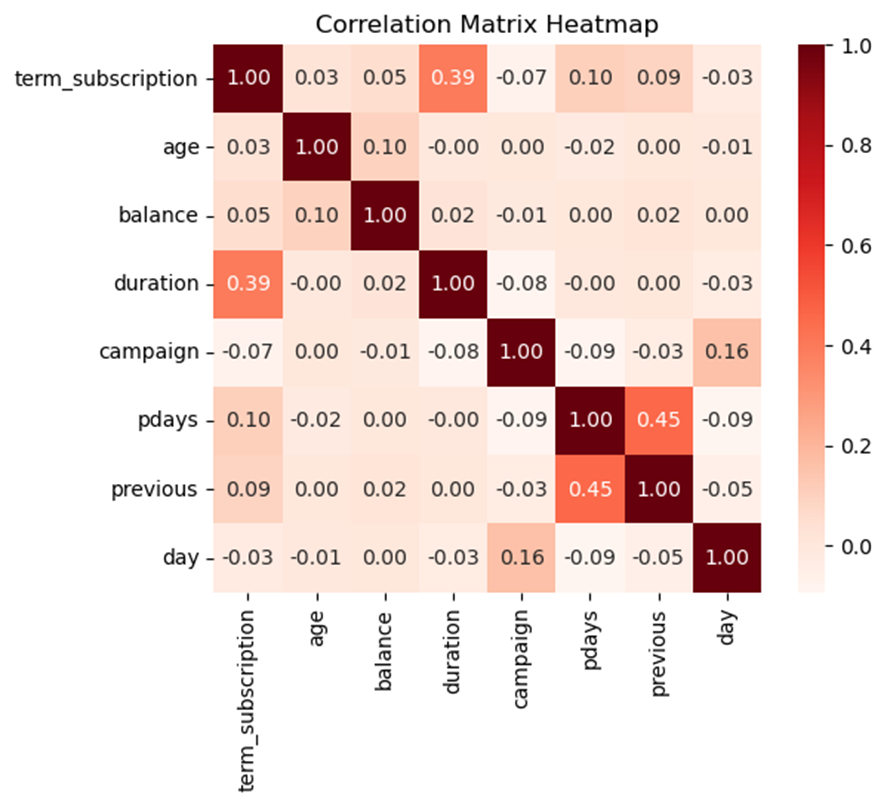 Correlation Matrix Heatmap
term_subscription 1.00 0.03 0.05 0.39 -0.07 0.10 0.09 -0.03
age 0.03 1.00 0.10 -0.00 0.00 -0.02 0.00 -0.01
balance 0.05 0.10 1.00 0.02 -0.01 0.00 0.02 0.00
duration 0.39 -0.00 0.02 1.00 -0.08 -0.00 0.00 -0.03
campaign -0.07 0.00 -0.01 -0.08 1.00 -0.09 -0.03 0.16
pdays 0.10 -0.02 0.00 -0.00 -0.09 1.00 0.45 -0.09
previous 0.09 0.00 0.02 0.00 -0.03 0.45 1.00 -0.05
day -0.03 -0.01 0.00 -0.03 0.16 -0.09 -0.05 1.00
term_subscription
age
balance
duration
campaign
pdays
previous
day
1.0
0.8
0.6
0.4
0.2
0.0